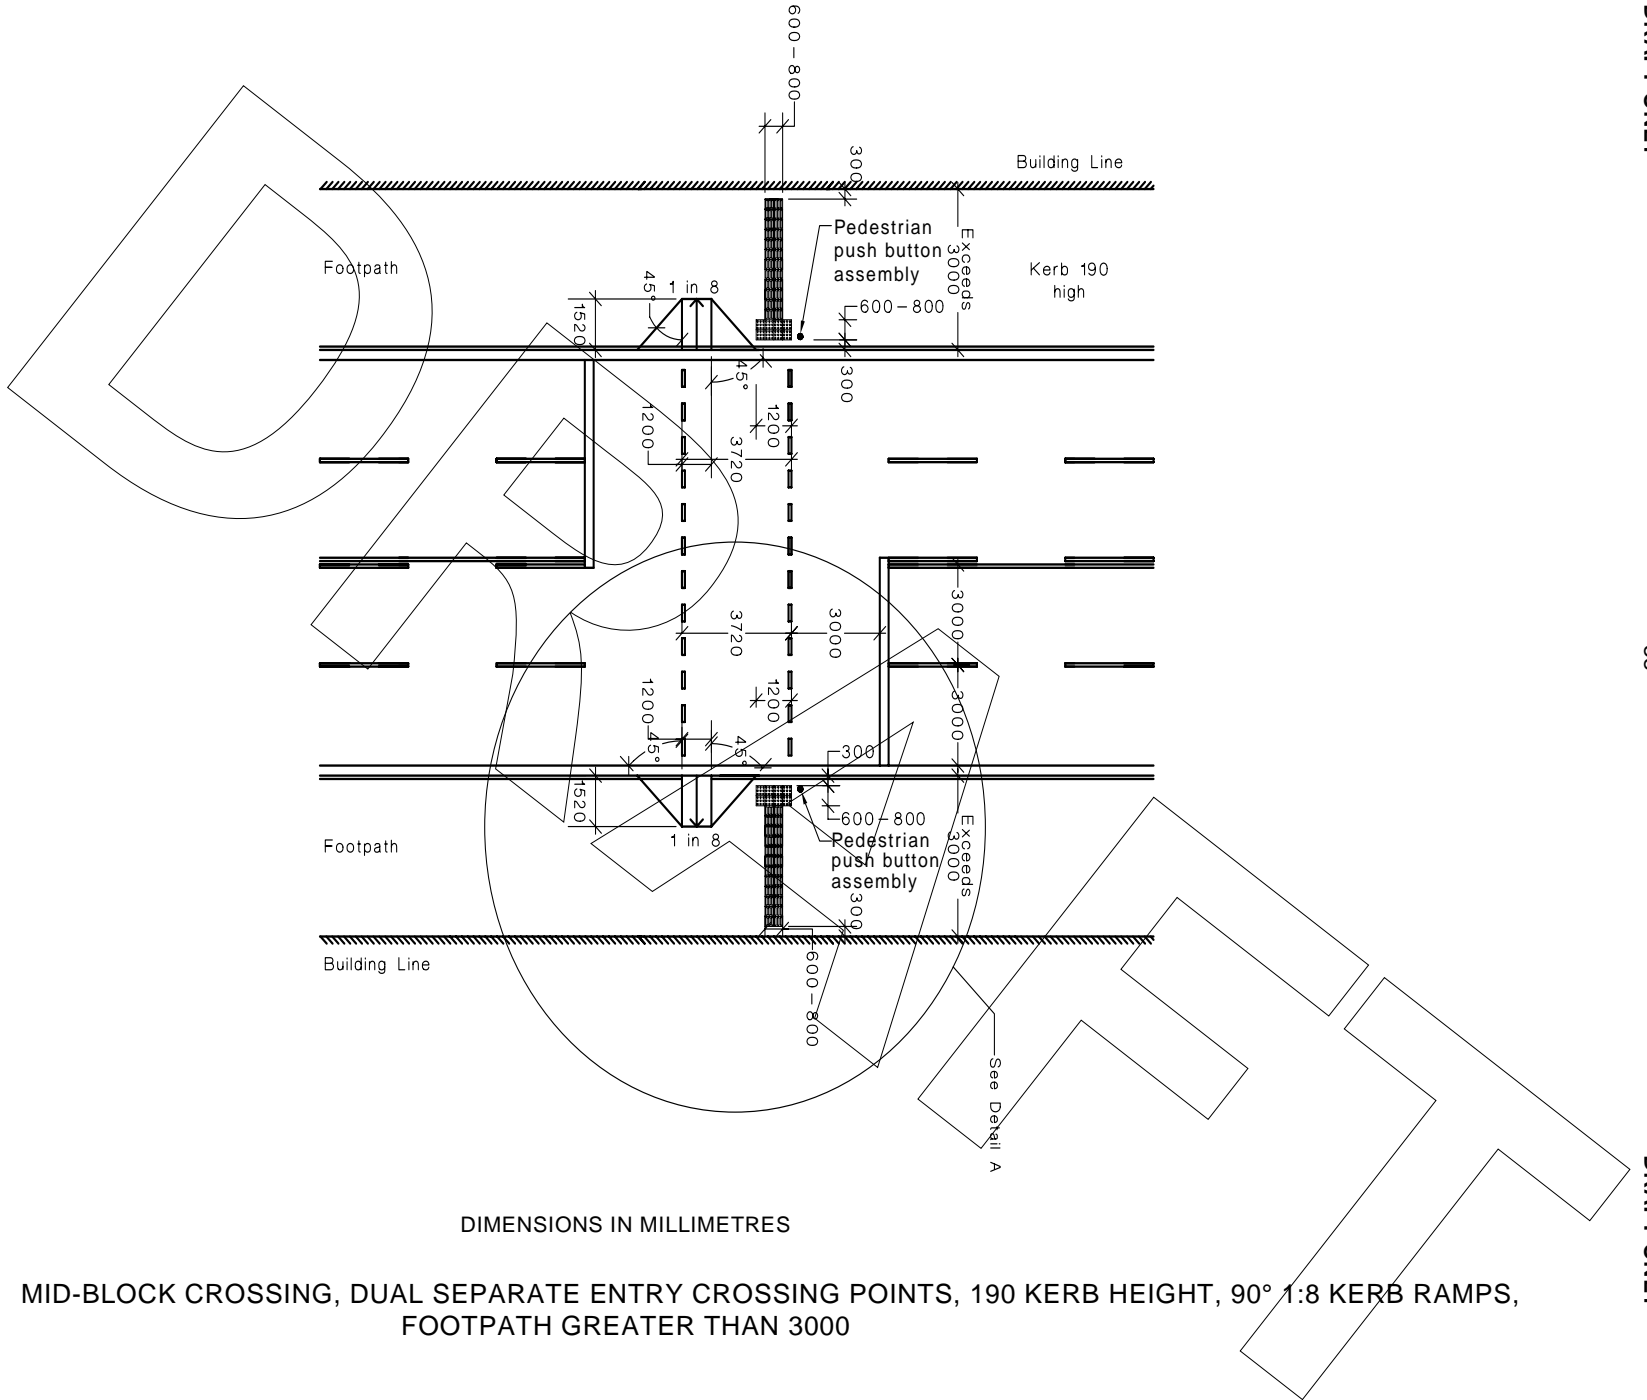 600-800
300
Building Line
Pedestrian
push button
assembly
Exceeds
3000
Footpath
Kerb 190
high
45°
1 in 8
1520
600-800
300
45°
1200
1200
3720
3720
3000
3000
3000
1200
1200
45°
45°
300
1520
600-800
1 in 8
Pedestrian
push button
assembly
Exceeds
3000
Footpath
300
Building Line
600-800
See Detail A
DRAFT
DIMENSIONS IN MILLIMETRES
MID-BLOCK CROSSING, DUAL SEPARATE ENTRY CROSSING POINTS, 190 KERB HEIGHT, 90° 1:8 KERB RAMPS,
FOOTPATH GREATER THAN 3000